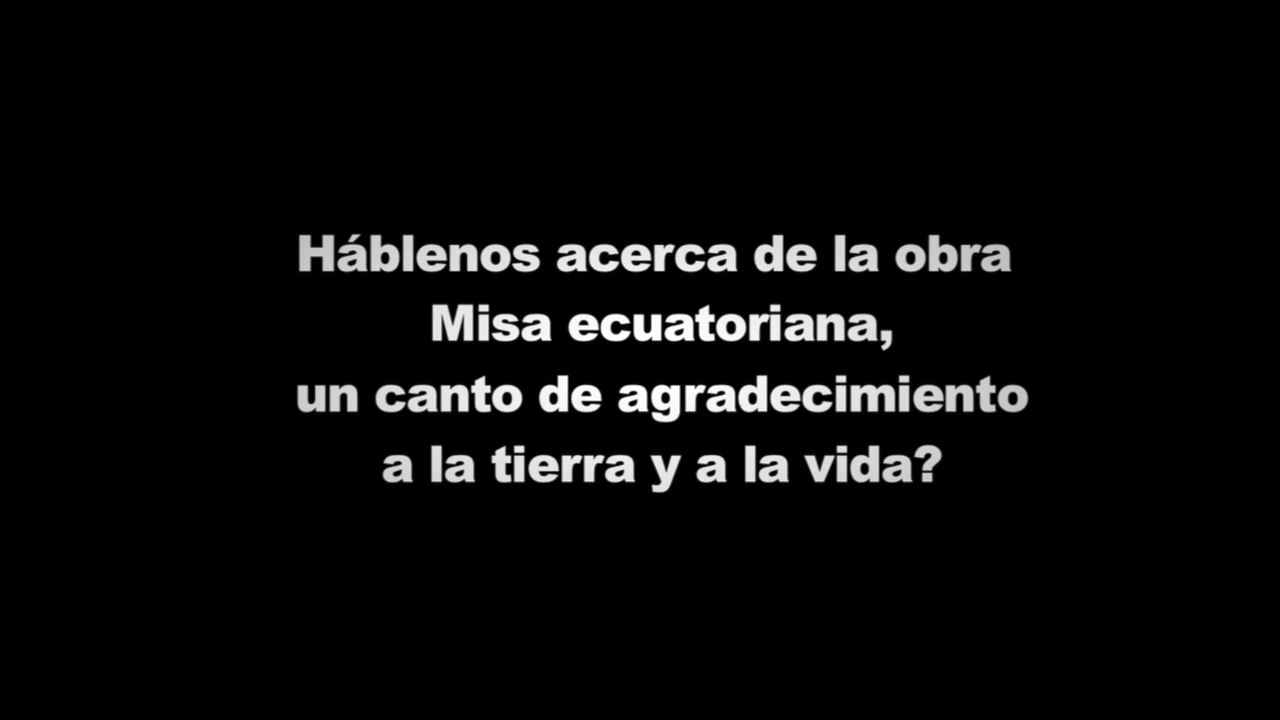 Háblenos acerca de la obra
Misa ecuatoriana,
un canto de agradecimiento
a la tierra y a la vida?